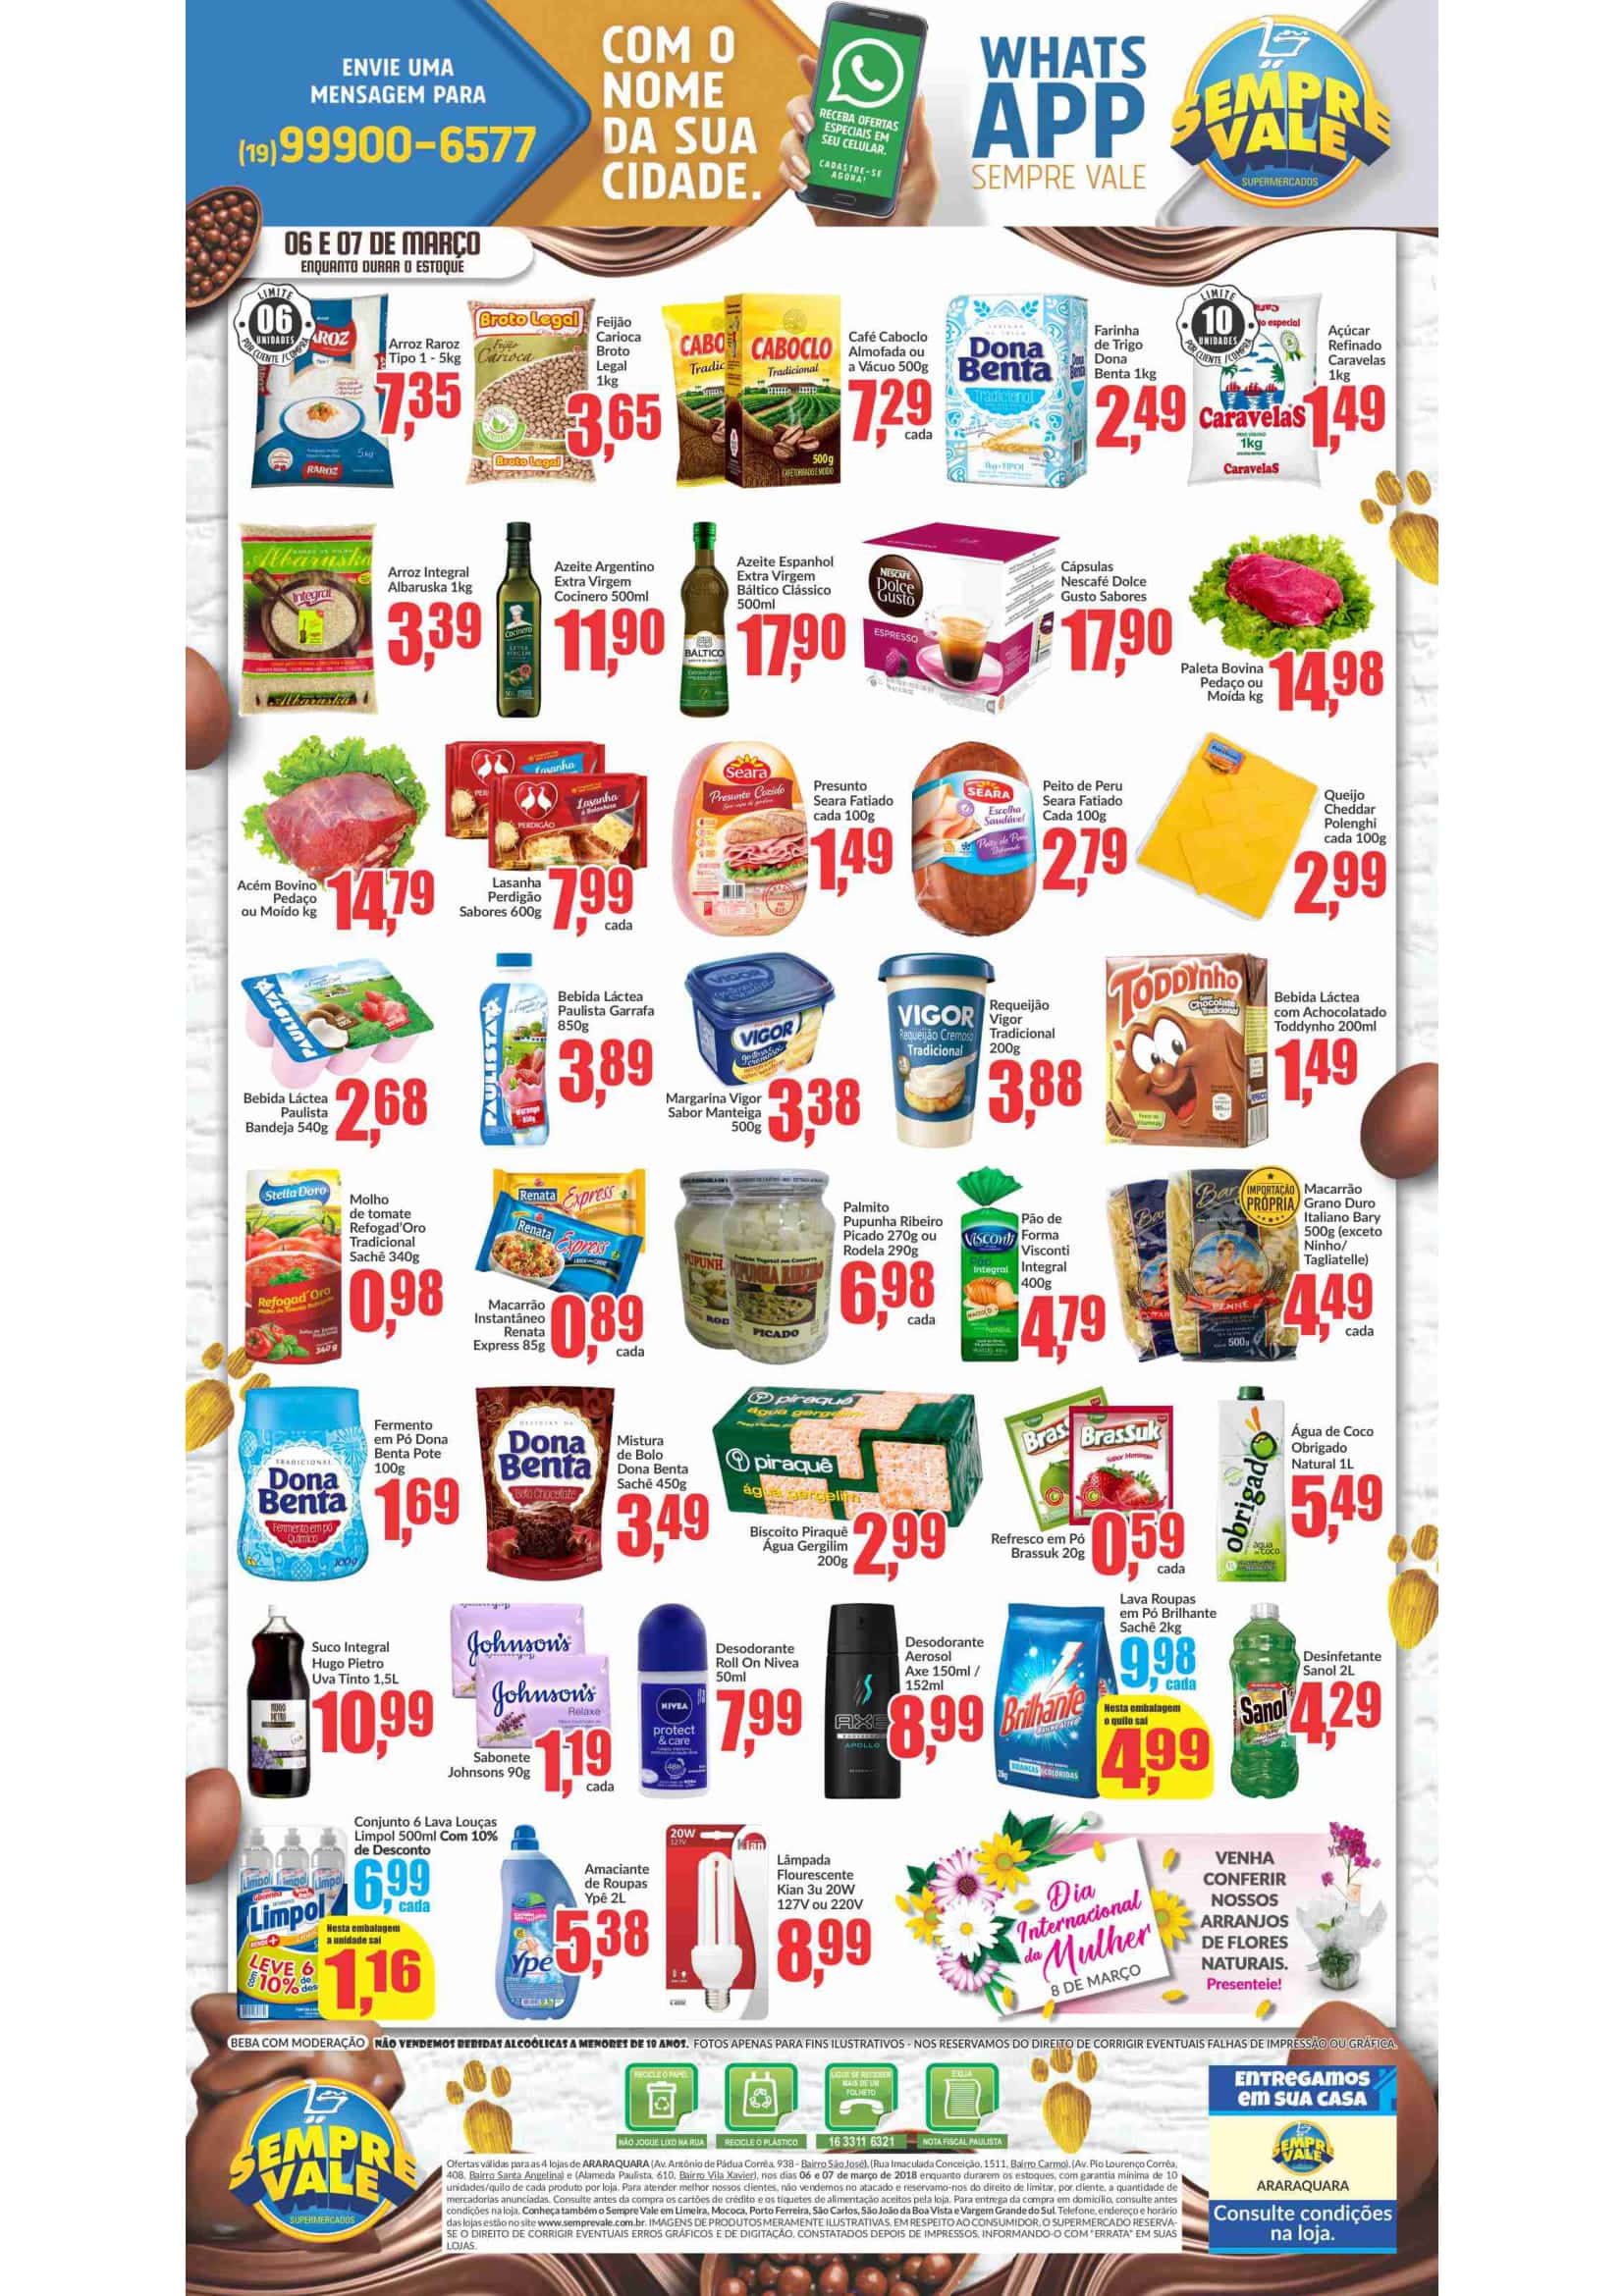 ENVIE UMA
MENSAGEM PARA
(19)99900-6577
COM O
NOME
DA SUA
CIDADE.
RECEBA OFERTAS
ESPECIAIS EM
SEU CELULAR.
CADASTRE-SE
AGORA!
WHATS
APP
SEMPRE VALE
SEMPRE
VALE
SUPERMERCADOS
06 E 07 DE MARÇO
ENQUANTO DURAR O ESTOQUE
LIMITE
06
UNIDADES
POR CLIENTE /COMPRA
Arroz Raroz
Tipo 1 - 5kg
7,35
Feijão
Carioca
Broto
Legal
1kg
3,65
Café Caboclo
Almofada ou
a Vácuo 500g
7,29
cada
Farinha
de Trigo
Dona
Benta 1kg
2,49
LIMITE
10
UNIDADES
POR CLIENTE /COMPRA
Açúcar
Refinado
Caravelas
1kg
1,49
Arroz Integral
Albaruska 1kg
3,39
Azeite Argentino
Extra Virgem
Cocinero 500ml
11,90
Azeite Espanhol
Extra Virgem
Báltico Clássico
500ml
17,90
Cápsulas
Nescafé Dolce
Gusto Sabores
17,90
Paleta Bovina
Pedaço ou
Moída kg
14,98
Acém Bovino
Pedaço
ou Moído kg
14,79
Lasanha
Perdigão
Sabores 600g
7,99
cada
Presunto
Seara Fatiado
cada 100g
1,49
Peito de Peru
Seara Fatiado
Cada 100g
2,79
Queijo
Cheddar
Polenghi
cada 100g
2,99
Bebida Láctea
Paulista
Bandeja 540g
2,68
Bebida Láctea
Paulista Garrafa
850g
3,89
Margarina Vigor
Sabor Manteiga
500g
3,38
Requeijão
Vigor
Tradicional
200g
3,88
Bebida Láctea
com Achocolatado
Toddynho 200ml
1,49
Molho
de tomate
Refogad'Oro
Tradicional
Sachê 340g
0,98
Macarrão
Instantâneo
Renata
Express 85g
0,89
cada
Palmito
Pupunha Ribeiro
Picado 270g ou
Rodela 290g
6,98
cada
Pão de
Forma
Visconti
Integral
400g
4,79
IMPORTAÇÃO
PRÓPRIA
Macarrão
Grano Duro
Italiano Bary
500g (exceto
Ninho/
Tagliatelle)
4,49
cada
Fermento
em Pó Dona
Benta Pote
100g
1,69
Mistura
de Bolo
Dona Benta
Sachê 450g
3,49
Biscoito Piraquê
Água Gergilim
200g
2,99
Refresco em Pó
Brassuk 20g
0,59
cada
Água de Coco
Obrigado
Natural 1L
5,49
Suco Integral
Hugo Pietro
Uva Tinto 1,5L
10,99
Sabonete
Johnsons 90g
1,19
cada
Desodorante
Roll On Nivea
50ml
7,99
Desodorante
Aerosol
Axe 150ml /
152ml
8,99
Lava Roupas
em Pó Brilhante
Sachê 2kg
9,98
cada
Nesta embalagem
o quilo sai
4,99
Desinfetante
Sanol 2L
4,29
Conjunto 6 Lava Louças
Limpol 500ml Com 10%
de Desconto
6,99
cada
Nesta embalagem
a unidade sai
1,16
Amaciante
de Roupas
Ypê 2L
5,38
Lâmpada
Flourescente
Kian 3u 20W
127V ou 220V
8,99
Dia
Internacional
da Mulher
8 DE MARÇO
VENHA
CONFERIR
NOSSOS
ARRANJOS
DE FLORES
NATURAIS.
Presenteie!
BEBA COM MODERAÇÃO NÃO VENDEMOS BEBIDAS ALCOÓLICAS A MENORES DE 18 ANOS. FOTOS APENAS PARA FINS ILUSTRATIVOS - NOS RESERVAMOS DO DIREITO DE CORRIGIR EVENTUAIS FALHAS DE IMPRESSÃO OU GRÁFICA.
SEMPRE
VALE
SUPERMERCADOS
RECICLE O PAPEL
NÃO JOGUE LIXO NA RUA
RECICLE O PLÁSTICO
LIGUE SE RECEBER
MAIS DE UM
FOLHETO
16 3311 6321
EXIJA
NOTA FISCAL PAULISTA
Ofertas válidas para as 4 lojas de ARARAQUARA (Av. Antônio de Pádua Corrêa, 938 - Bairro São José), (Rua Imaculada Conceição, 1511, Bairro Carmo), (Av. Pio Lourenço Corrêa,
408, Bairro Santa Angelina) e (Alameda Paulista, 610, Bairro Vila Xavier), nos dias 06 e 07 de março de 2018 enquanto durarem os estoques, com garantia mínima de 10
unidades/quilo de cada produto por loja. Para atender melhor nossos clientes, não vendemos no atacado e reservamo-nos do direito de limitar, por cliente, a quantidade de
mercadorias anunciadas. Consulte antes da compra os cartões de crédito e os tíquetes de alimentação aceitos pela loja. Para entrega da compra em domicílio, consulte antes
condições na loja. Conheça também o Sempre Vale em Limeira, Mococa, Porto Ferreira, São Carlos, São João da Boa Vista e Vargem Grande do Sul. Telefone, endereço e horário
das lojas estão no site www.semprevale.com.br. IMAGENS DE PRODUTOS MERAMENTE ILUSTRATIVAS. EM RESPEITO AO CONSUMIDOR, O SUPERMERCADO RESERVA-
SE O DIREITO DE CORRIGIR EVENTUAIS ERROS GRÁFICOS E DE DIGITAÇÃO, CONSTATADOS DEPOIS DE IMPRESSOS, INFORMANDO-O COM "ERRATA" EM SUAS
LOJAS.
ENTREGAMOS
em SUA CASA
SEMPRE
VALE
ARARAQUARA
Consulte condições
na loja.